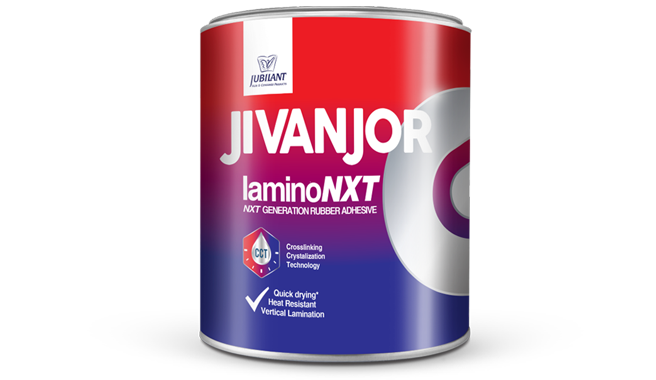 JUBILANT
JIVANJOR
laminoNXT
NXT GENERATION RUBBER ADHESIVE
CCT
Crosslinking
Crystalization
Technology
Quick drying*
Heat Resistant
Vertical Lamination